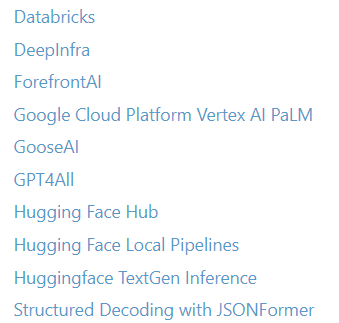 Databricks
DeepInfra
ForefrontAI
Google Cloud Platform Vertex AI PaLM
GooseAI
GPT4All
Hugging Face Hub
Hugging Face Local Pipelines
Huggingface TextGen Inference
Structured Decoding with JSONFormer